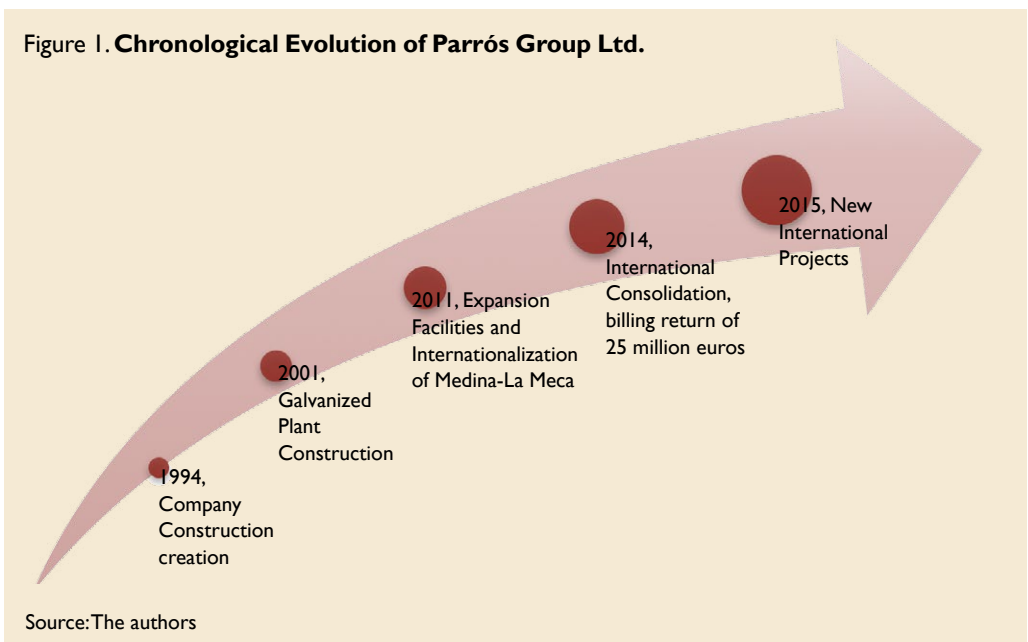 Figure 1. Chronological Evolution of Parrós Group Ltd.
1994,
Company
Construction
creation
2001,
Galvanized
Plant
Construction
2011, Expansion
Facilities and
Internationalization
of Medina-La Meca
2014,
International
Consolidation,
billing return of
25 million euros
2015, New
International
Projects
Source: The authors